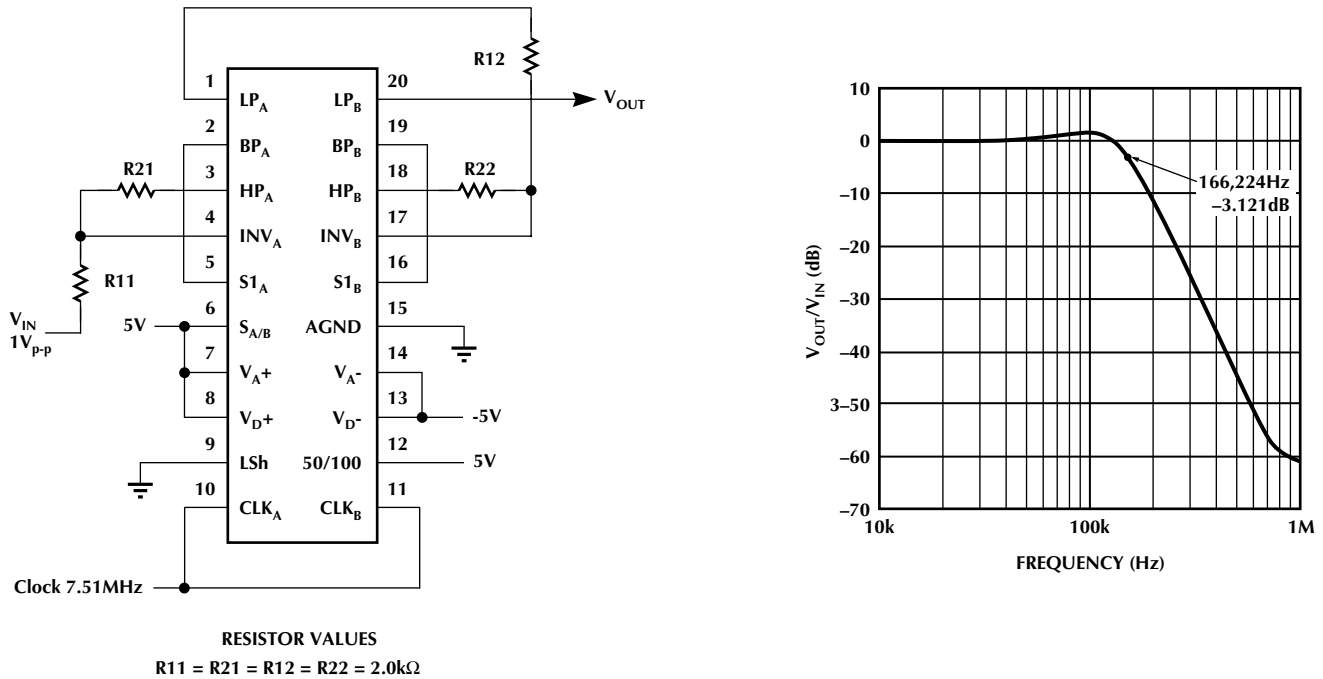 R12
1
20
LPA
LPB
VOUT
2
19
BPA
BPB
R21
3
18
R22
HPA
HPB
4
17
INVA
INVB
R11
5
16
S1A
S1B
VIN
1Vp-p
5V
6
15
SA/B
AGND
7
14
VA+
VA-
8
13
VD+
VD-
-5V
9
12
LSh
50/100
5V
10
11
CLKA
CLKB
Clock 7.51MHz
RESISTOR VALUES
R11 = R21 = R12 = R22 = 2.0kΩ
10
0
–10
–20
–30
–40
3–50
–60
–70
VOUT/VIN (dB)
166,224Hz
–3.121dB
10k
100k
1M
FREQUENCY (Hz)